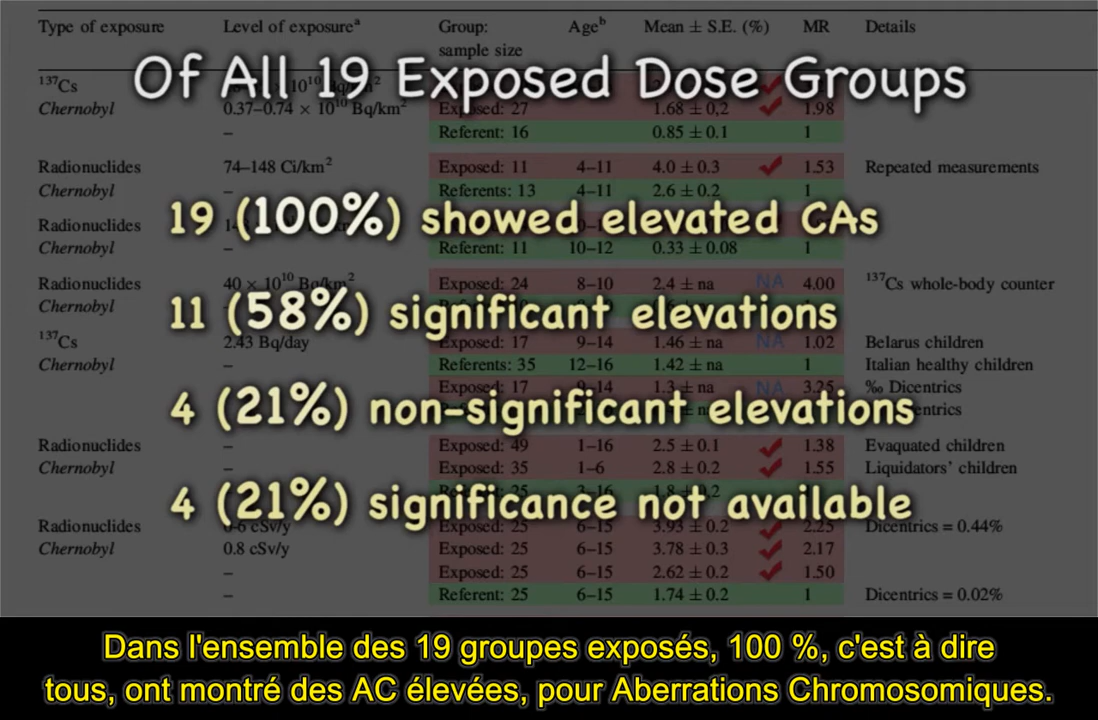 Type of exposure Level of exposureᵃ Group: Ageᵇ Mean ± S.E. (%) MR Details
sample size
Of All 19 Exposed Dose Groups
¹³⁷Cs
Chernobyl 0.37–0.74 × 10¹⁰ Bq/km² Exposed: 27 1.68 ± 0,2 1.98
– Referent: 16 0.85 ± 0.1 1
Radionuclides 74–148 Ci/km² Exposed: 11 4–11 4.0 ± 0.3 1.53 Repeated measurements
Chernobyl – Referents: 13 4–11 2.6 ± 0.2 1
19 (100%) showed elevated CAs
Radionuclides
Chernobyl – Referent: 11 10–12 0.33 ± 0.08 1
Radionuclides 40 × 10¹⁰ Bq/km² Exposed: 24 8–10 2.4 ± na NA 4.00 ¹³⁷Cs whole-body counter
Chernobyl
11 (58%) significant elevations
¹³⁷Cs 2.43 Bq/day Exposed: 17 9–14 1.46 ± na NA 1.02 Belarus children
Chernobyl – Referents: 35 12–16 1.42 ± na 1 Italian healthy children
Exposed: 17 9–14 1.3 ± na NA 3.25 ‰ Dicentrics
4 (21%) non-significant elevations
Radionuclides – Exposed: 49 1–16 2.5 ± 0.1 1.38 Evaquated children
Chernobyl – Exposed: 35 1–6 2.8 ± 0.2 1.55 Liquidators’ children
4 (21%) significance not available
Radionuclides Exposed: 25 6–15 3.93 ± 0.2 2.25 Dicentrics = 0.44%
Chernobyl 0.8 cSv/y Exposed: 25 6–15 3.78 ± 0.3 2.17
– Exposed: 25 6–15 2.62 ± 0.2 1.50
– Referent: 25 6–15 1.74 ± 0.2 1 Dicentrics = 0.02%
Dans l'ensemble des 19 groupes exposés, 100 %, c'est à dire
tous, ont montré des AC élevées, pour Aberrations Chromosomiques.